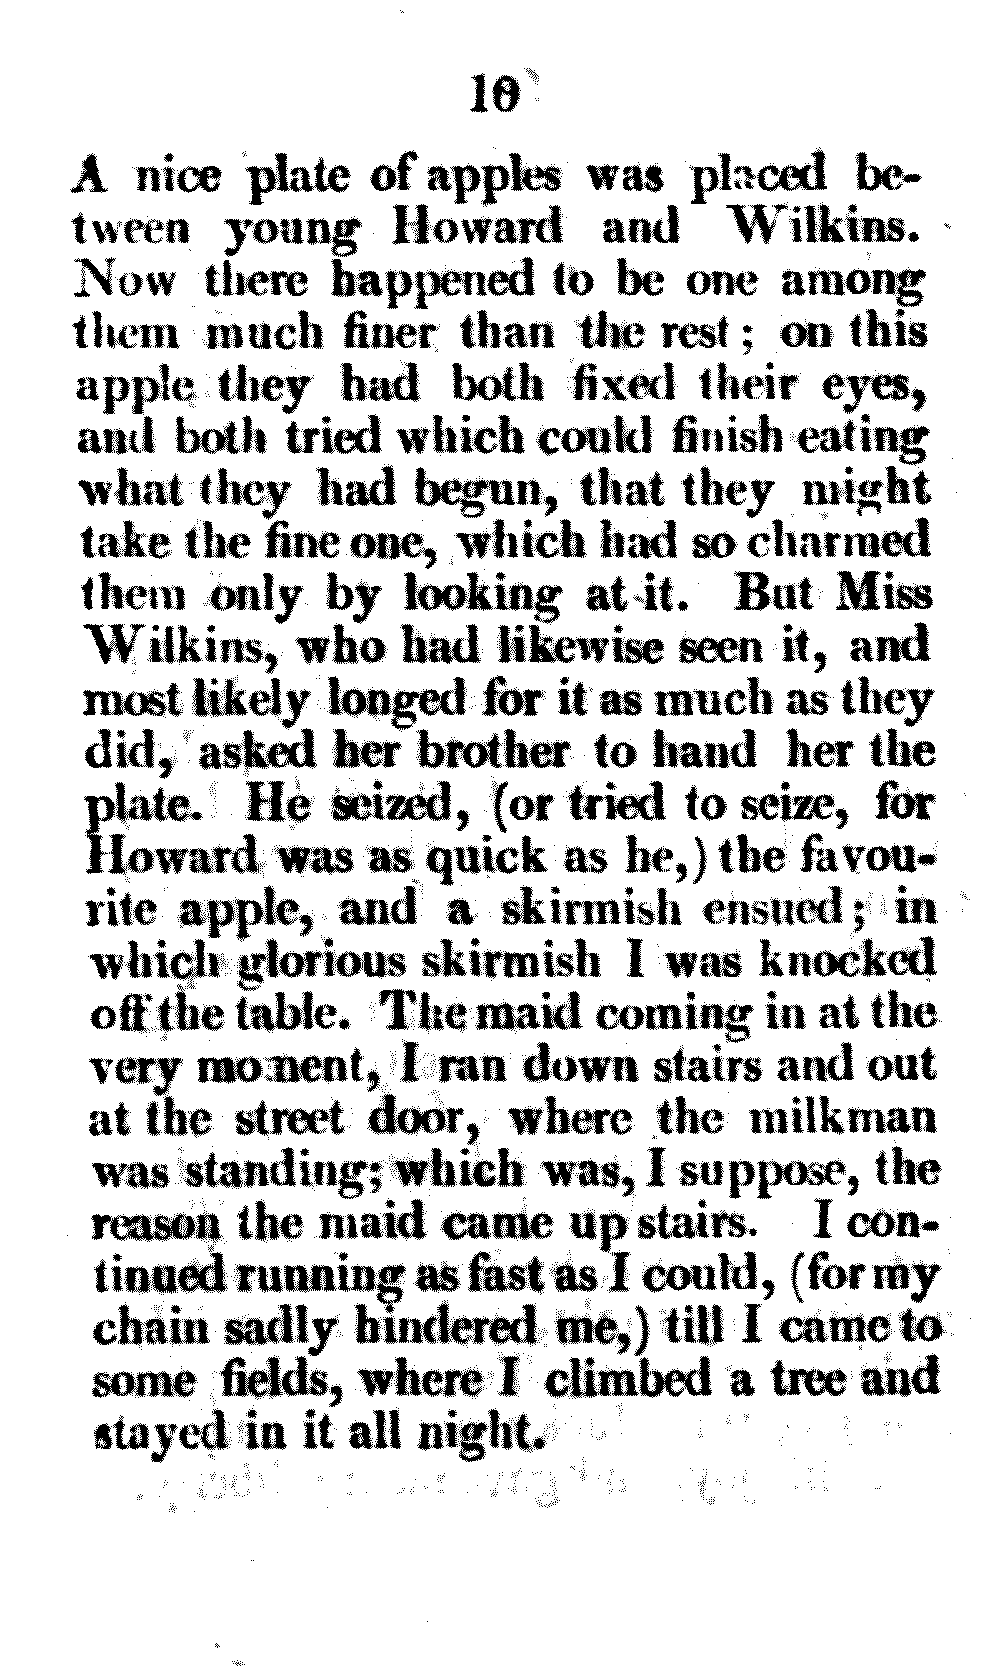 10
A nice plate of apples was placed be-
tween young Howard and Wilkins.
Now there happened to be one among
them much finer than the rest; on this
apple they had both fixed their eyes,
and both tried which could finish eating
what they had begun, that they might
take the fine one, which had so charmed
them only by looking at it. But Miss
Wilkins, who had likewise seen it, and
most likely longed for it as much as they
did, asked her brother to hand her the
plate. He seized, (or tried to seize, for
Howard was as quick as he,) the favou-
rite apple, and a skirmish ensued; in
which glorious skirmish I was knocked
off the table. The maid coming in at the
very moment, I ran down stairs and out
at the street door, where the milkman
was standing; which was, I suppose, the
reason the maid came up stairs. I con-
tinued running as fast as I could, (for my
chain sadly hindered me,) till I came to
some fields, where I climbed a tree and
stayed in it all night.